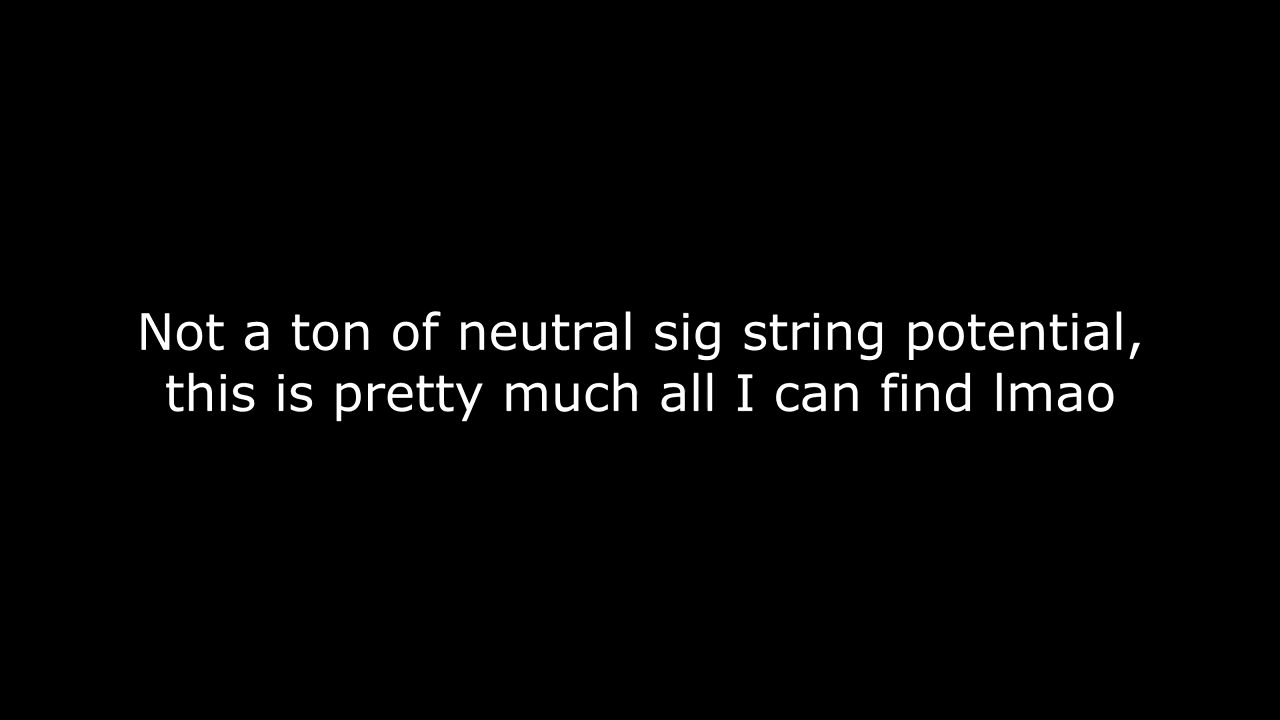 Not a ton of neutral sig string potential,
this is pretty much all I can find lmao